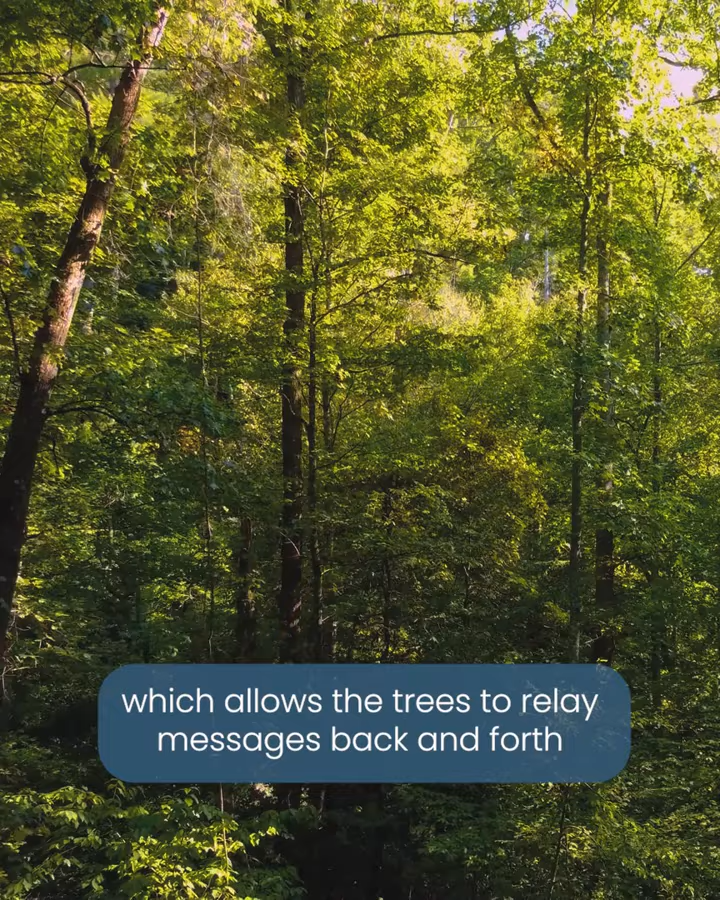 which allows the trees to relay
messages back and forth